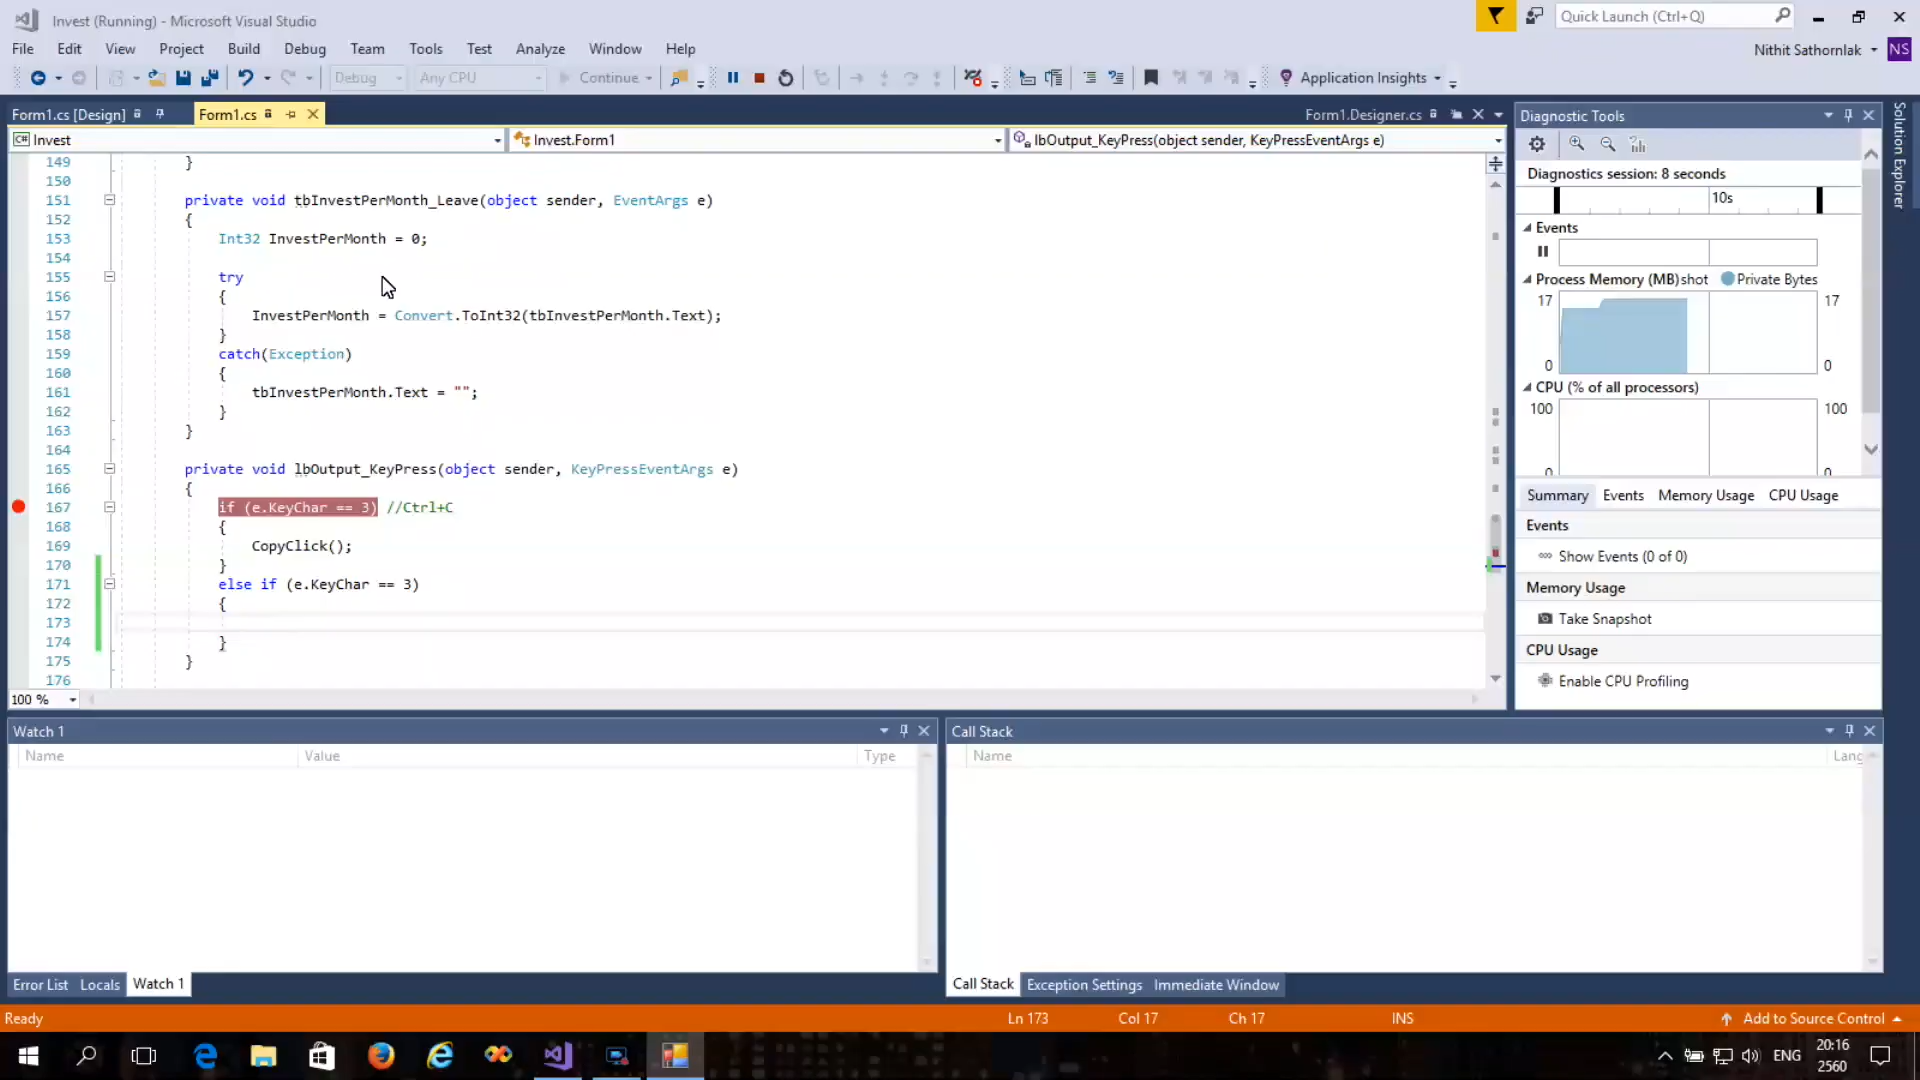 Invest (Running) - Microsoft Visual Studio
Quick Launch (Ctrl+Q)
File Edit View Project Build Debug Team Tools Test Analyze Window Help
Nithit Sathornlak NS
Debug Any CPU Continue Application Insights
Form1.cs [Design] Form1.cs Form1.Designer.cs
C# Invest Invest.Form1 lbOutput_KeyPress(object sender, KeyPressEventArgs e)
149 }
150
151 private void tbInvestPerMonth_Leave(object sender, EventArgs e)
152 {
153 Int32 InvestPerMonth = 0;
154
155 try
156 {
157 InvestPerMonth = Convert.ToInt32(tbInvestPerMonth.Text);
158 }
159 catch(Exception)
160 {
161 tbInvestPerMonth.Text = "";
162 }
163 }
164
165 private void lbOutput_KeyPress(object sender, KeyPressEventArgs e)
166 {
167 if (e.KeyChar == 3) //Ctrl+C
168 {
169 CopyClick();
170 }
171 else if (e.KeyChar == 3)
172 {
173
174 }
175 }
176
100 %
Diagnostic Tools
Diagnostics session: 8 seconds
10s
Events
Process Memory (MB)shot Private Bytes
17 17
0 0
CPU (% of all processors)
100 100
0 0
Summary Events Memory Usage CPU Usage
Events
Show Events (0 of 0)
Memory Usage
Take Snapshot
CPU Usage
Enable CPU Profiling
Solution Explorer
Watch 1
Name Value Type
Call Stack
Name Lang
Error List Locals Watch 1
Call Stack Exception Settings Immediate Window
Ready Ln 173 Col 17 Ch 17 INS Add to Source Control
ENG 20:16
2560